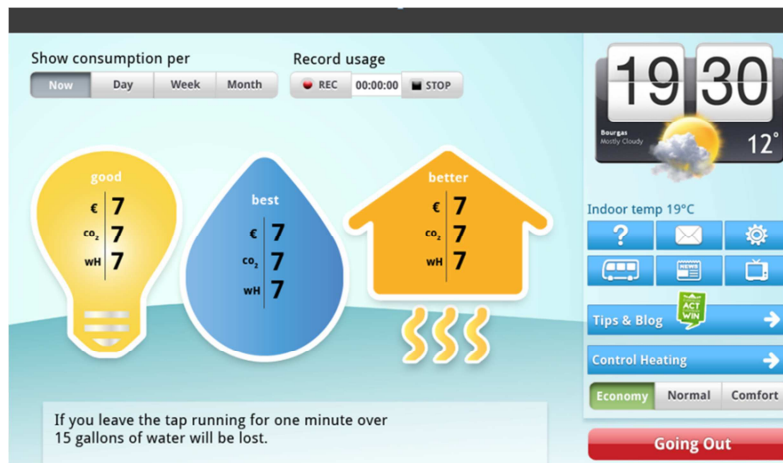 Show consumption per
Now Day Week Month
Record usage
REC 00:00:00 STOP
good
€ 7
CO₂ 7
wH 7
best
€ 7
CO₂ 7
wH 7
better
€ 7
CO₂ 7
wH 7
If you leave the tap running for one minute over
15 gallons of water will be lost.
19 30
Bourgas
Mostly Cloudy
12°
Indoor temp 19°C
?
NEWS
ACT
WIN
Tips & Blog
Control Heating
Economy Normal Comfort
Going Out